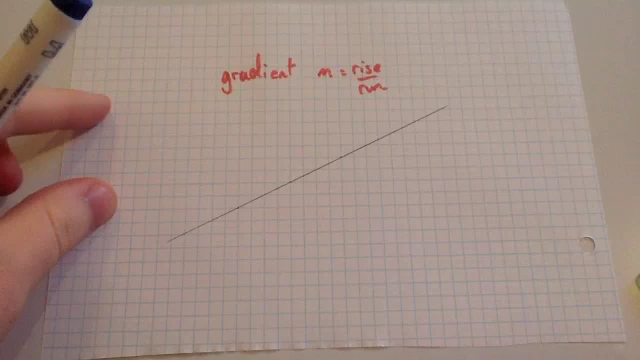 gradient m = rise
run